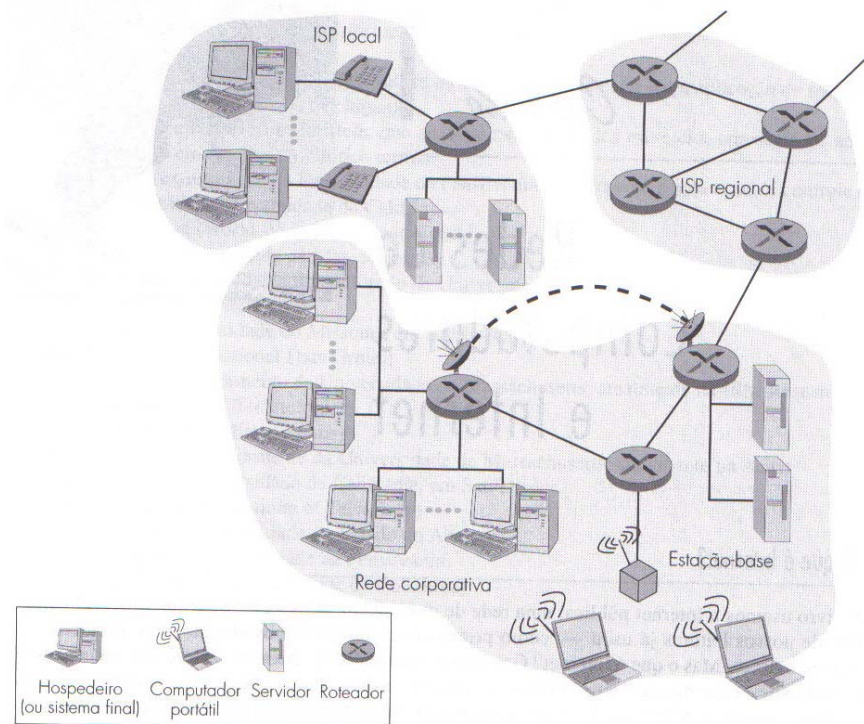 ISP local
ISP regional
Rede corporativa
Estação-base
Hospedeiro
(ou sistema final)
Computador
portátil
Servidor
Roteador